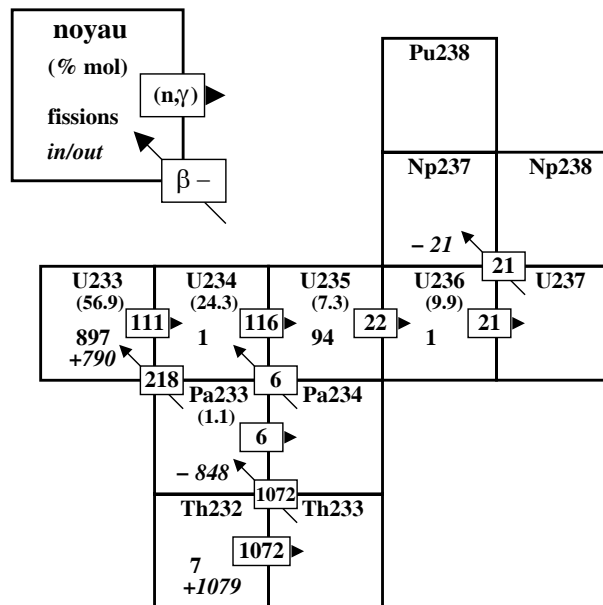 noyau
(% mol)
(n,γ)
fissions
in/out
β –
Pu238
Np237 Np238
– 21 21
U233 U234 U235 U236 U237
(56.9) (24.3) (7.3) (9.9)
111 116 22 21
897 1 94 1
+790
218 6
Pa233 Pa234
(1.1)
6
– 848
1072
Th232 Th233
1072
7
+1079